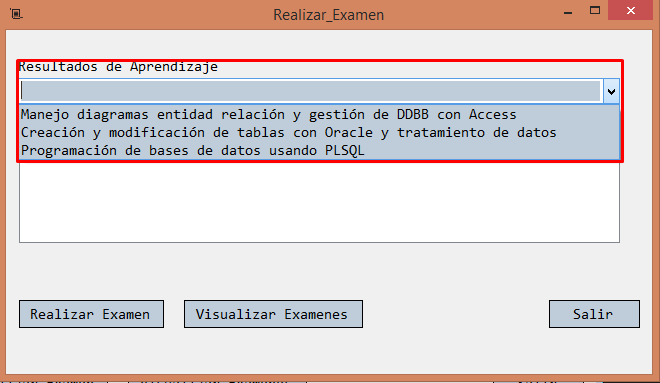 Realizar_Examen
Resultados de Aprendizaje
Manejo diagramas entidad relación y gestión de DDBB con Access
Creación y modificación de tablas con Oracle y tratamiento de datos
Programación de bases de datos usando PLSQL
Realizar Examen
Visualizar Examenes
Salir